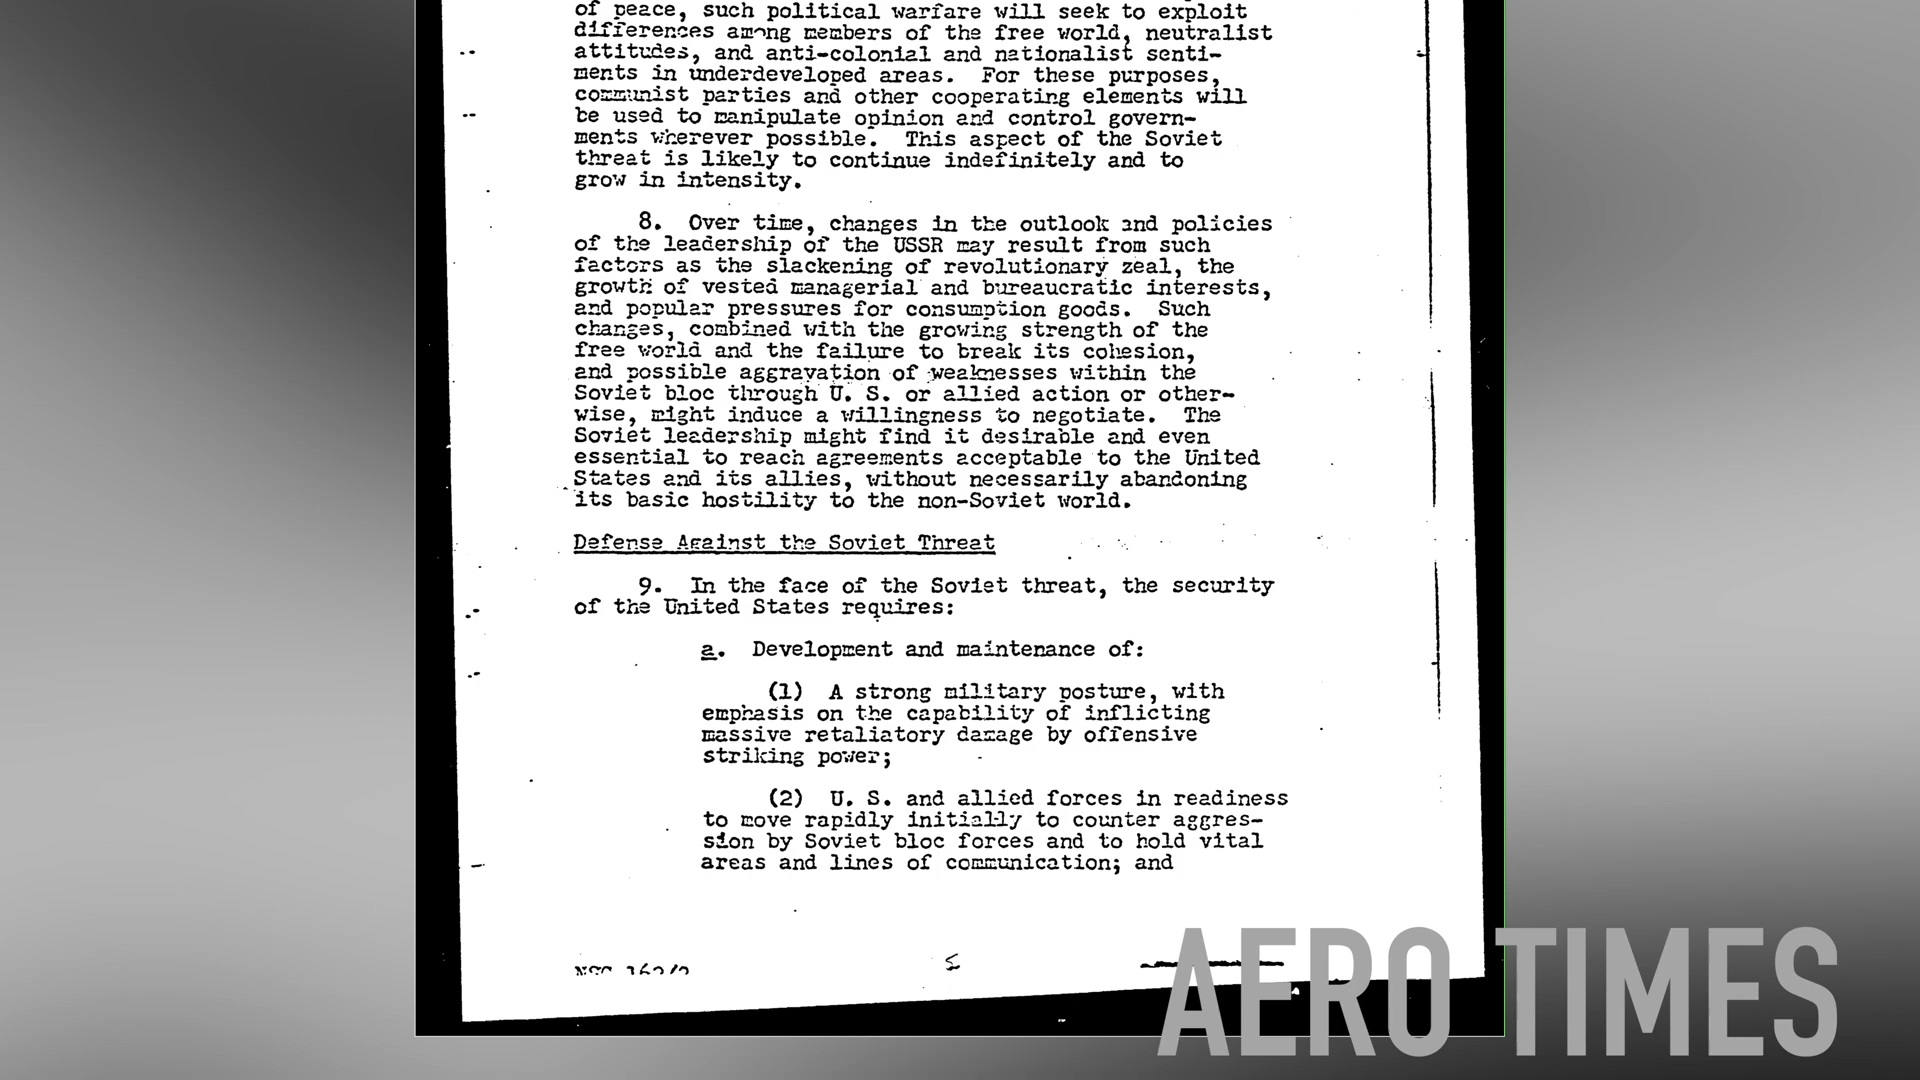 of peace, such political warfare will seek to exploit
differences among members of the free world, neutralist
attitudes, and anti-colonial and nationalist senti-
ments in underdeveloped areas. For these purposes,
communist parties and other cooperating elements will
be used to manipulate opinion and control govern-
ments wherever possible. This aspect of the Soviet
threat is likely to continue indefinitely and to
grow in intensity.
8. Over time, changes in the outlook and policies
of the leadership of the USSR may result from such
factors as the slackening of revolutionary zeal, the
growth of vested managerial and bureaucratic interests,
and popular pressures for consumption goods. Such
changes, combined with the growing strength of the
free world and the failure to break its cohesion,
and possible aggravation of weaknesses within the
Soviet bloc through U. S. or allied action or other-
wise, might induce a willingness to negotiate. The
Soviet leadership might find it desirable and even
essential to reach agreements acceptable to the United
States and its allies, without necessarily abandoning
its basic hostility to the non-Soviet world.
Defense Against the Soviet Threat
9. In the face of the Soviet threat, the security
of the United States requires:
a. Development and maintenance of:
(1) A strong military posture, with
emphasis on the capability of inflicting
massive retaliatory damage by offensive
striking power;
(2) U. S. and allied forces in readiness
to move rapidly initially to counter aggres-
sion by Soviet bloc forces and to hold vital
areas and lines of communication; and
NSC 162/2
5
AERO TIMES